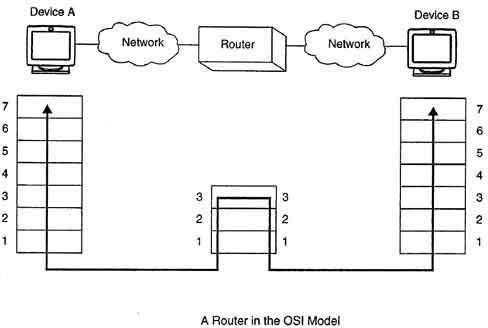 Device A
Device B
Network
Router
Network
7
6
5
4
3
2
1
3 3
2 2
1 1
7
6
5
4
3
2
1
A Router in the OSI Model